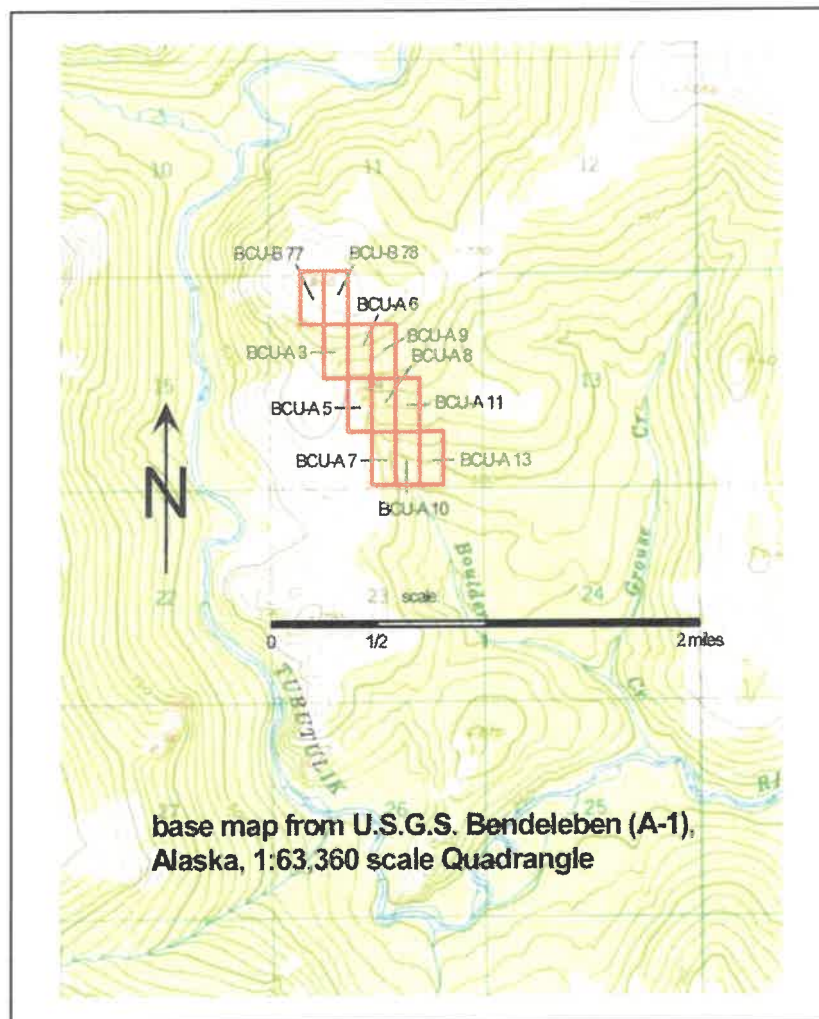 10
11
12
BCU-B 77
BCU-B 78
BCU-A 6
BCU-A 9
BCU-A 3
BCU-A 8
15
13
BCU-A 5
BCU-A 11
N
BCU-A 7
BCU-A 13
BCU-A 10
Boulder
Grouse
Cr
22
23
scale
24
0
1/2
1
2 miles
Cr
TUBUTULIK
26
25
27
base map from U.S.G.S. Bendeleben (A-1),
Alaska, 1:63,360 scale Quadrangle